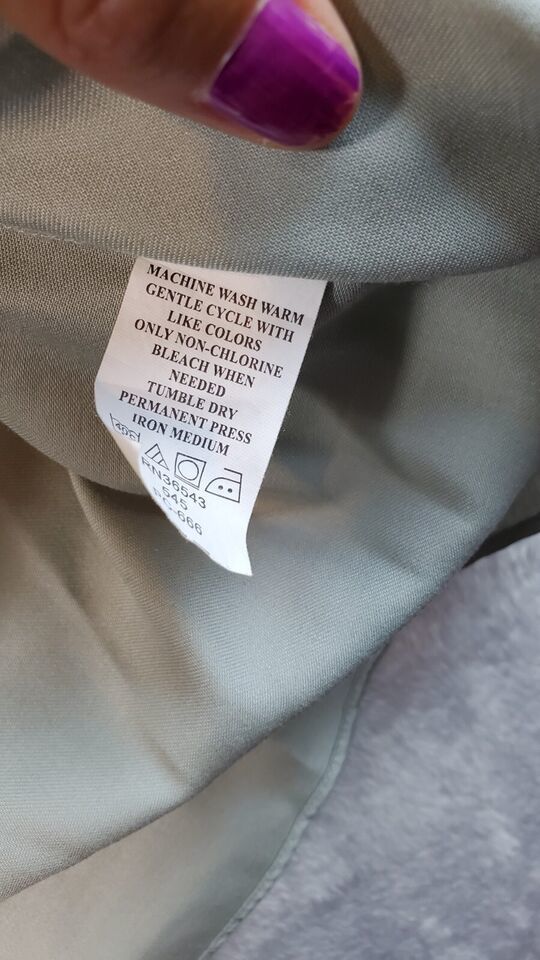 MACHINE WASH WARM
GENTLE CYCLE WITH
LIKE COLORS
ONLY NON-CHLORINE
BLEACH WHEN
NEEDED
TUMBLE DRY
PERMANENT PRESS
IRON MEDIUM
RN36543
545